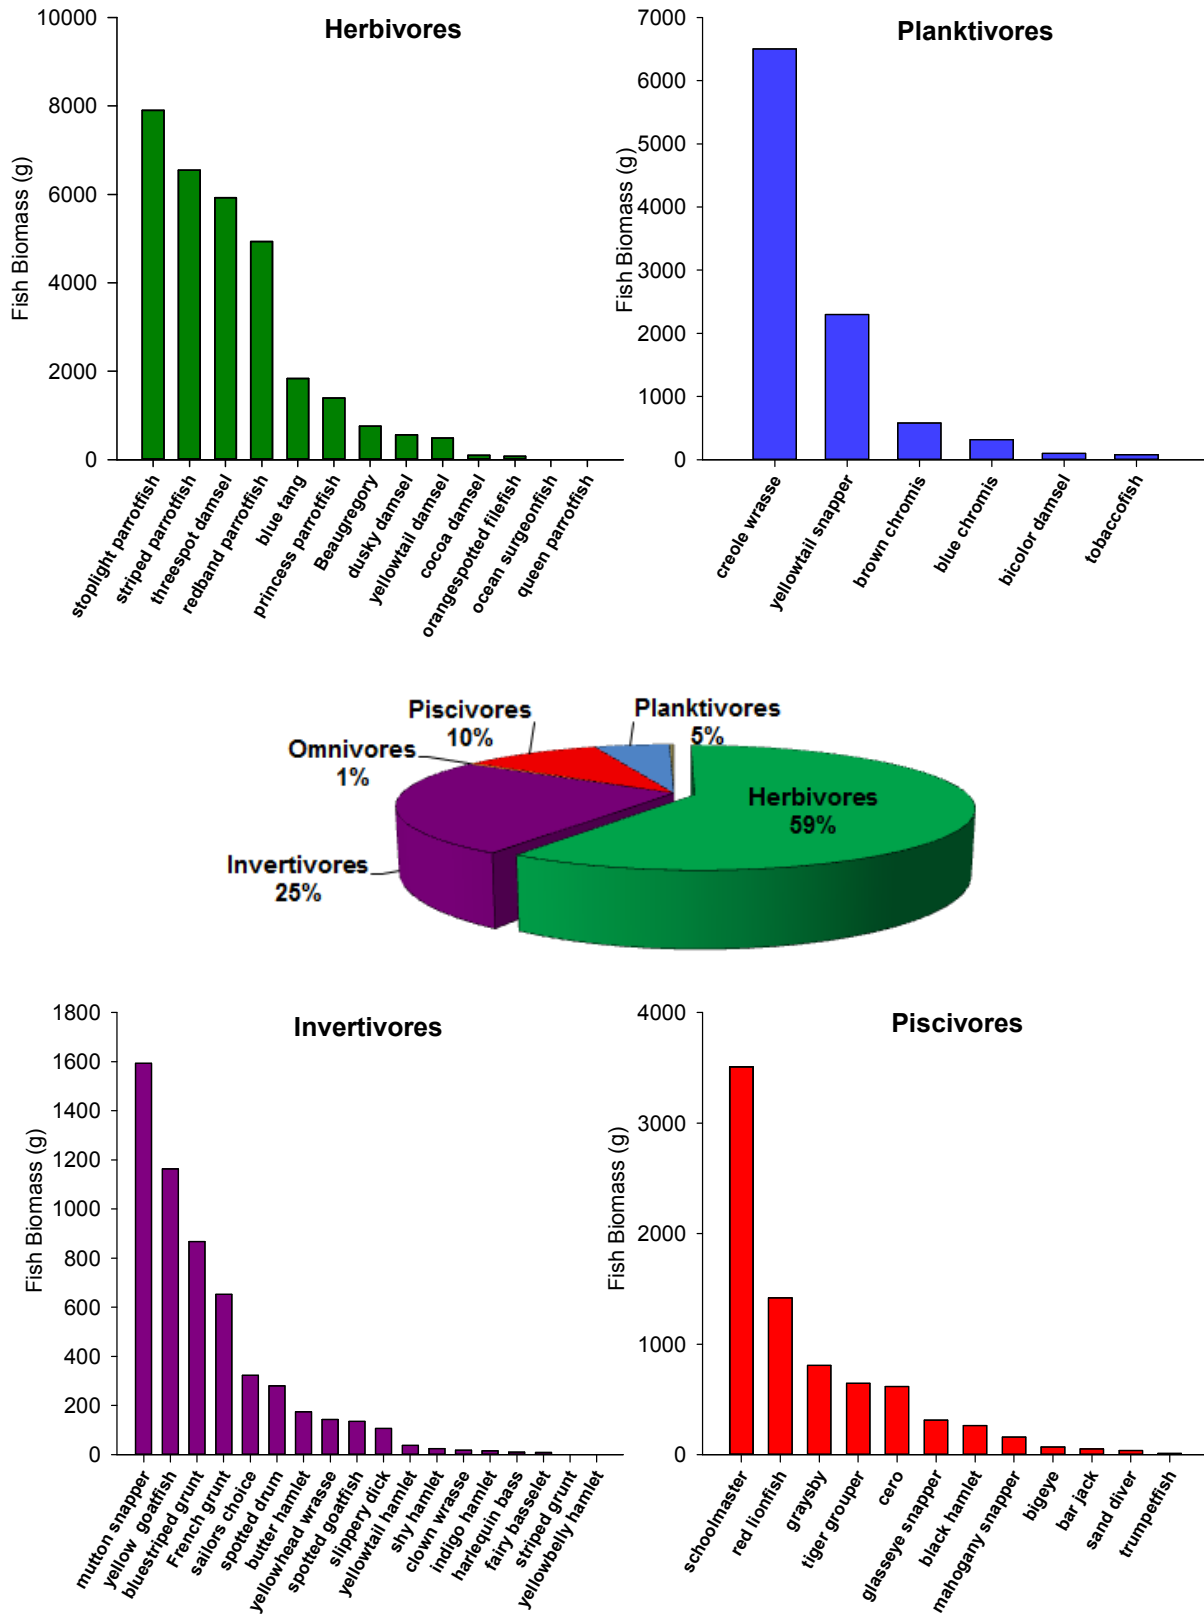 Herbivores
10000
8000
6000
4000
2000
0
Fish Biomass (g)
stoplight parrotfish
striped parrotfish
threespot damsel
redband parrotfish
blue tang
princess parrotfish
Beaugregory
dusky damsel
yellowtail damsel
cocoa damsel
orangespotted filefish
ocean surgeonfish
queen parrotfish
Planktivores
7000
6000
5000
4000
3000
2000
1000
0
Fish Biomass (g)
creole wrasse
yellowtail snapper
brown chromis
blue chromis
bicolor damsel
tobaccofish
Piscivores
10%
Planktivores
5%
Omnivores
1%
Herbivores
59%
Invertivores
25%
Invertivores
1800
1600
1400
1200
1000
800
600
400
200
0
Fish Biomass (g)
mutton snapper
yellow goatfish
bluestriped grunt
French grunt
sailors choice
spotted drum
butter hamlet
yellowhead wrasse
spotted goatfish
slippery dick
yellowtail hamlet
shy hamlet
clown wrasse
indigo hamlet
harlequin bass
fairy basselet
striped grunt
yellowbelly hamlet
Piscivores
4000
3000
2000
1000
0
Fish Biomass (g)
schoolmaster
red lionfish
graysby
tiger grouper
cero
glasseye snapper
black hamlet
mahogany snapper
bigeye
bar jack
sand diver
trumpetfish